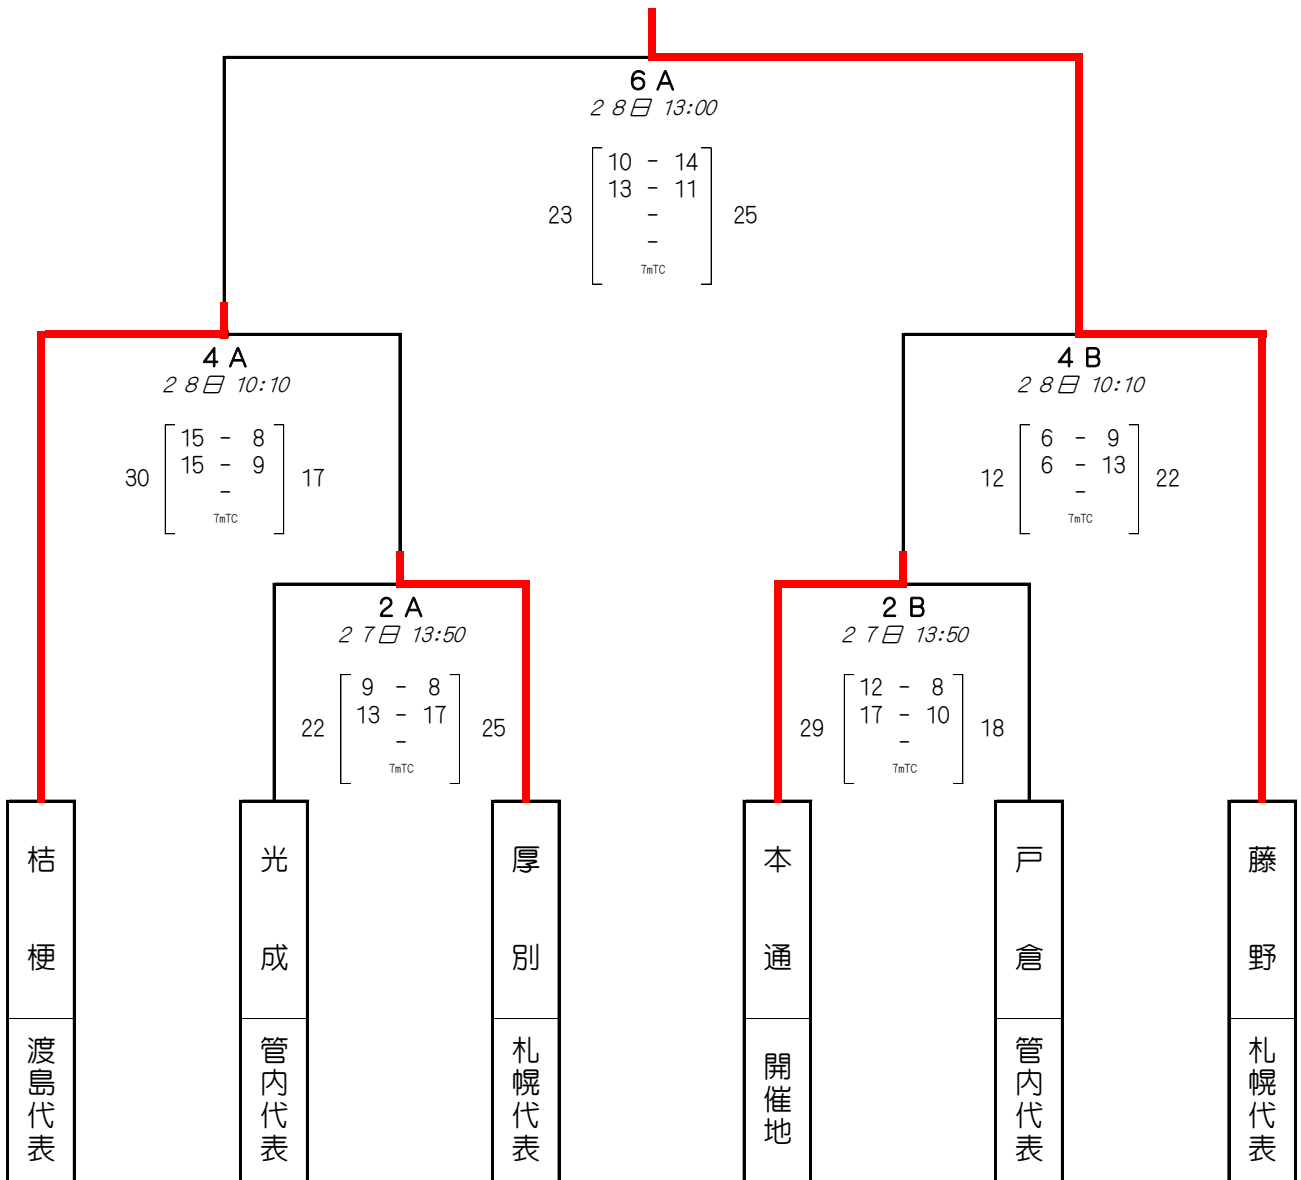 6 A
28日 13:00
10 - 14
13 - 11
23 - 25
-
7mTC
4 A
28日 10:10
15 - 8
15 - 9
30 - 17
7mTC
4 B
28日 10:10
6 - 9
6 - 13
12 - 22
7mTC
2 A
27日 13:50
9 - 8
13 - 17
22 - 25
7mTC
2 B
27日 13:50
12 - 8
17 - 10
29 - 18
7mTC
桔梗
渡島代表
光成
管内代表
厚別
札幌代表
本通
開催地
戸倉
管内代表
藤野
札幌代表